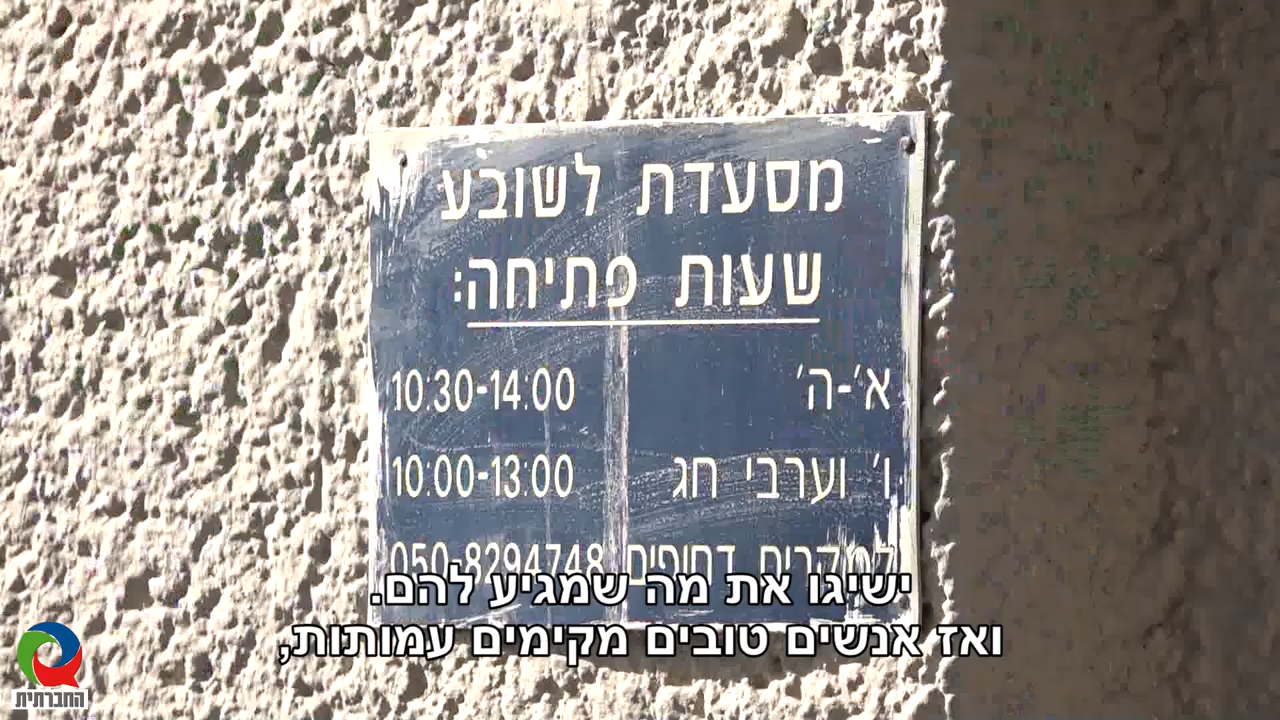 מסעדת לשובע
שעות פתיחה:
א'-ה' 10:30-14:00
ו' וערבי חג 10:00-13:00
למקרים דחופים 050-8294748
ישיגו את מה שמגיע להם.
ואז אנשים טובים מקימים עמותות,
החברתית